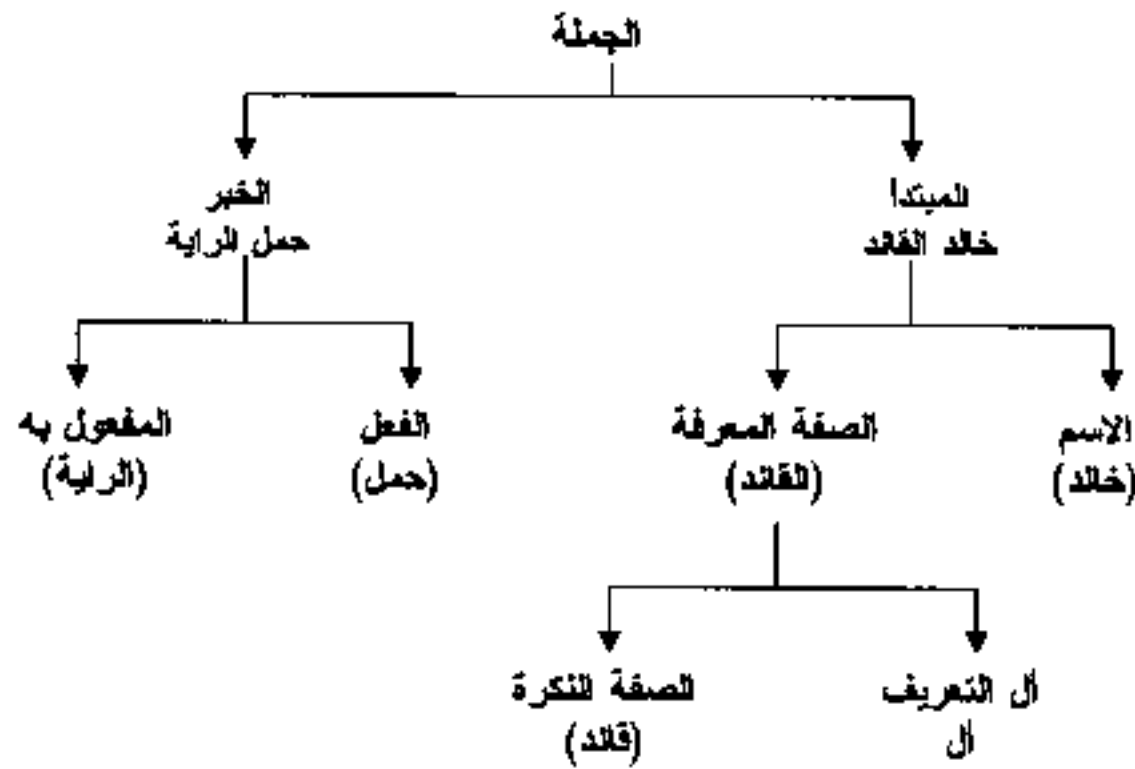 الجملة
المبتدا
خالد القائد
الخبر
حمل الراية
الاسم
(خالد)
الصفة المعرفة
(القائد)
الفعل
(حمل)
المفعول به
(الراية)
أل التعريف
أل
الصفة النكرة
(قائد)